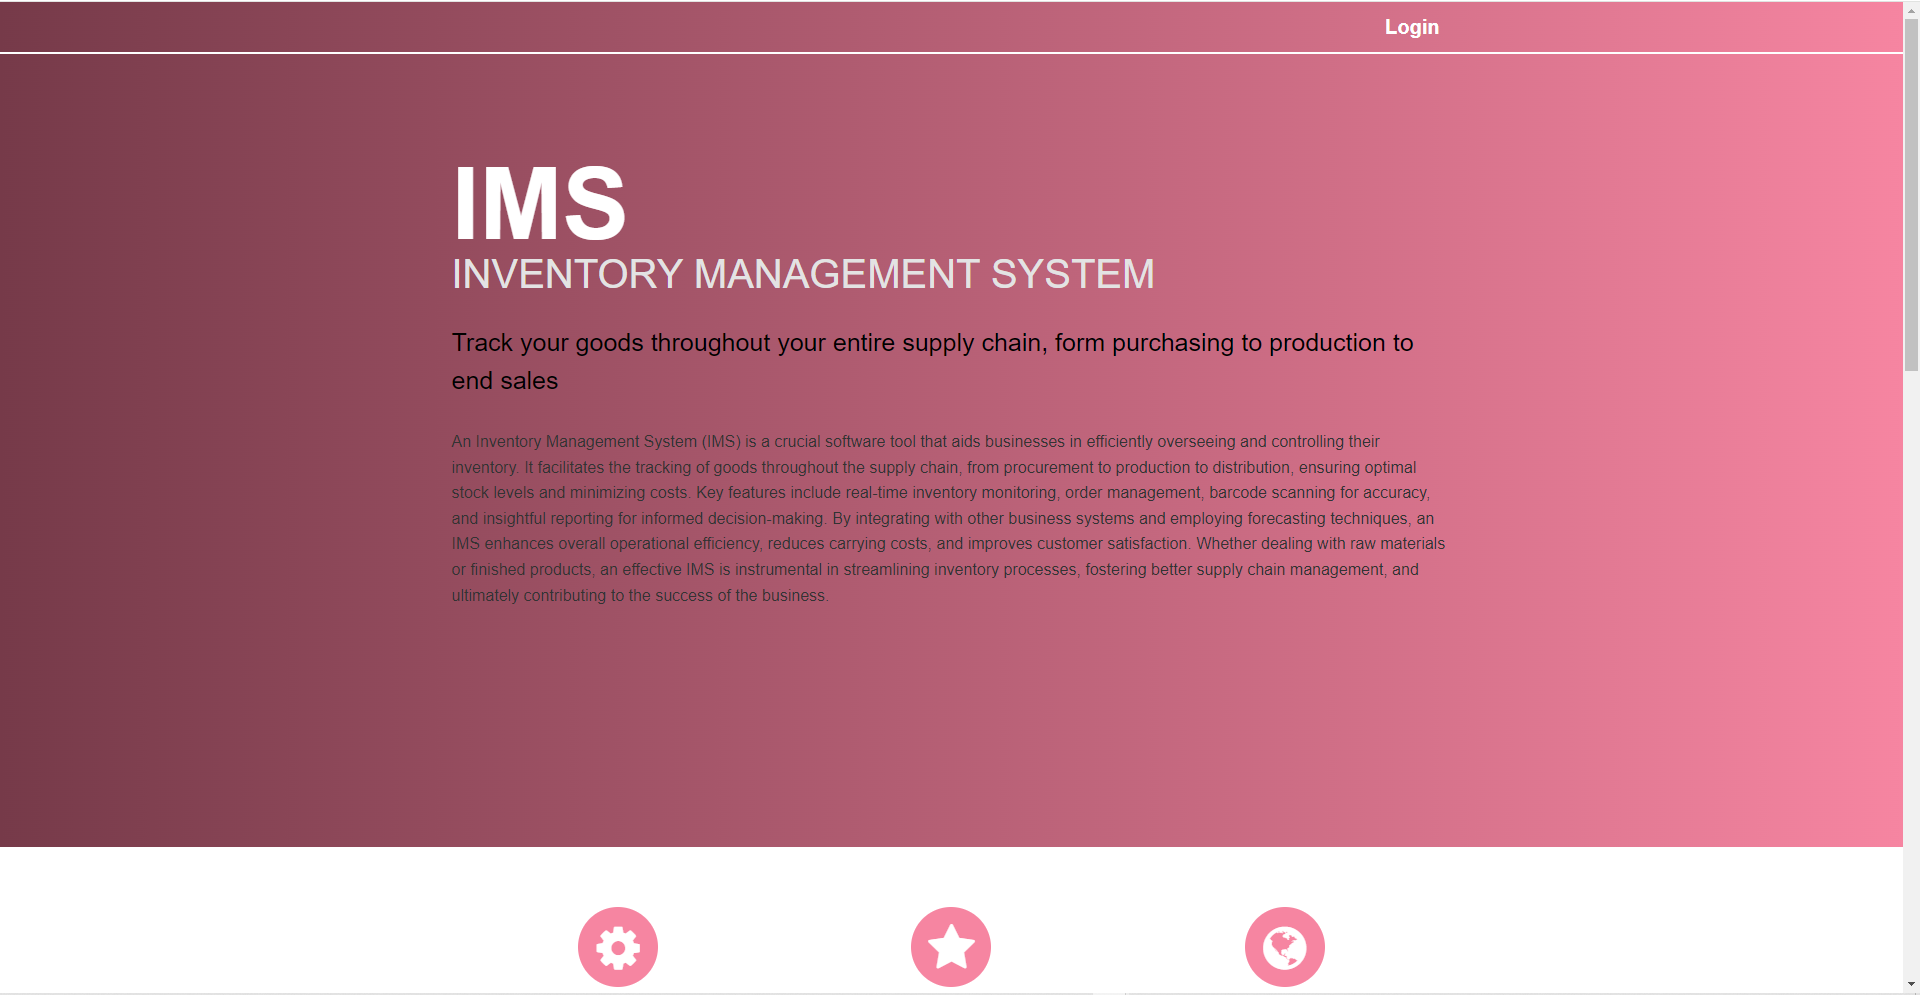 Login
IMS
INVENTORY MANAGEMENT SYSTEM
Track your goods throughout your entire supply chain, form purchasing to production to
end sales
An Inventory Management System (IMS) is a crucial software tool that aids businesses in efficiently overseeing and controlling their
inventory. It facilitates the tracking of goods throughout the supply chain, from procurement to production to distribution, ensuring optimal
stock levels and minimizing costs. Key features include real-time inventory monitoring, order management, barcode scanning for accuracy,
and insightful reporting for informed decision-making. By integrating with other business systems and employing forecasting techniques, an
IMS enhances overall operational efficiency, reduces carrying costs, and improves customer satisfaction. Whether dealing with raw materials
or finished products, an effective IMS is instrumental in streamlining inventory processes, fostering better supply chain management, and
ultimately contributing to the success of the business.